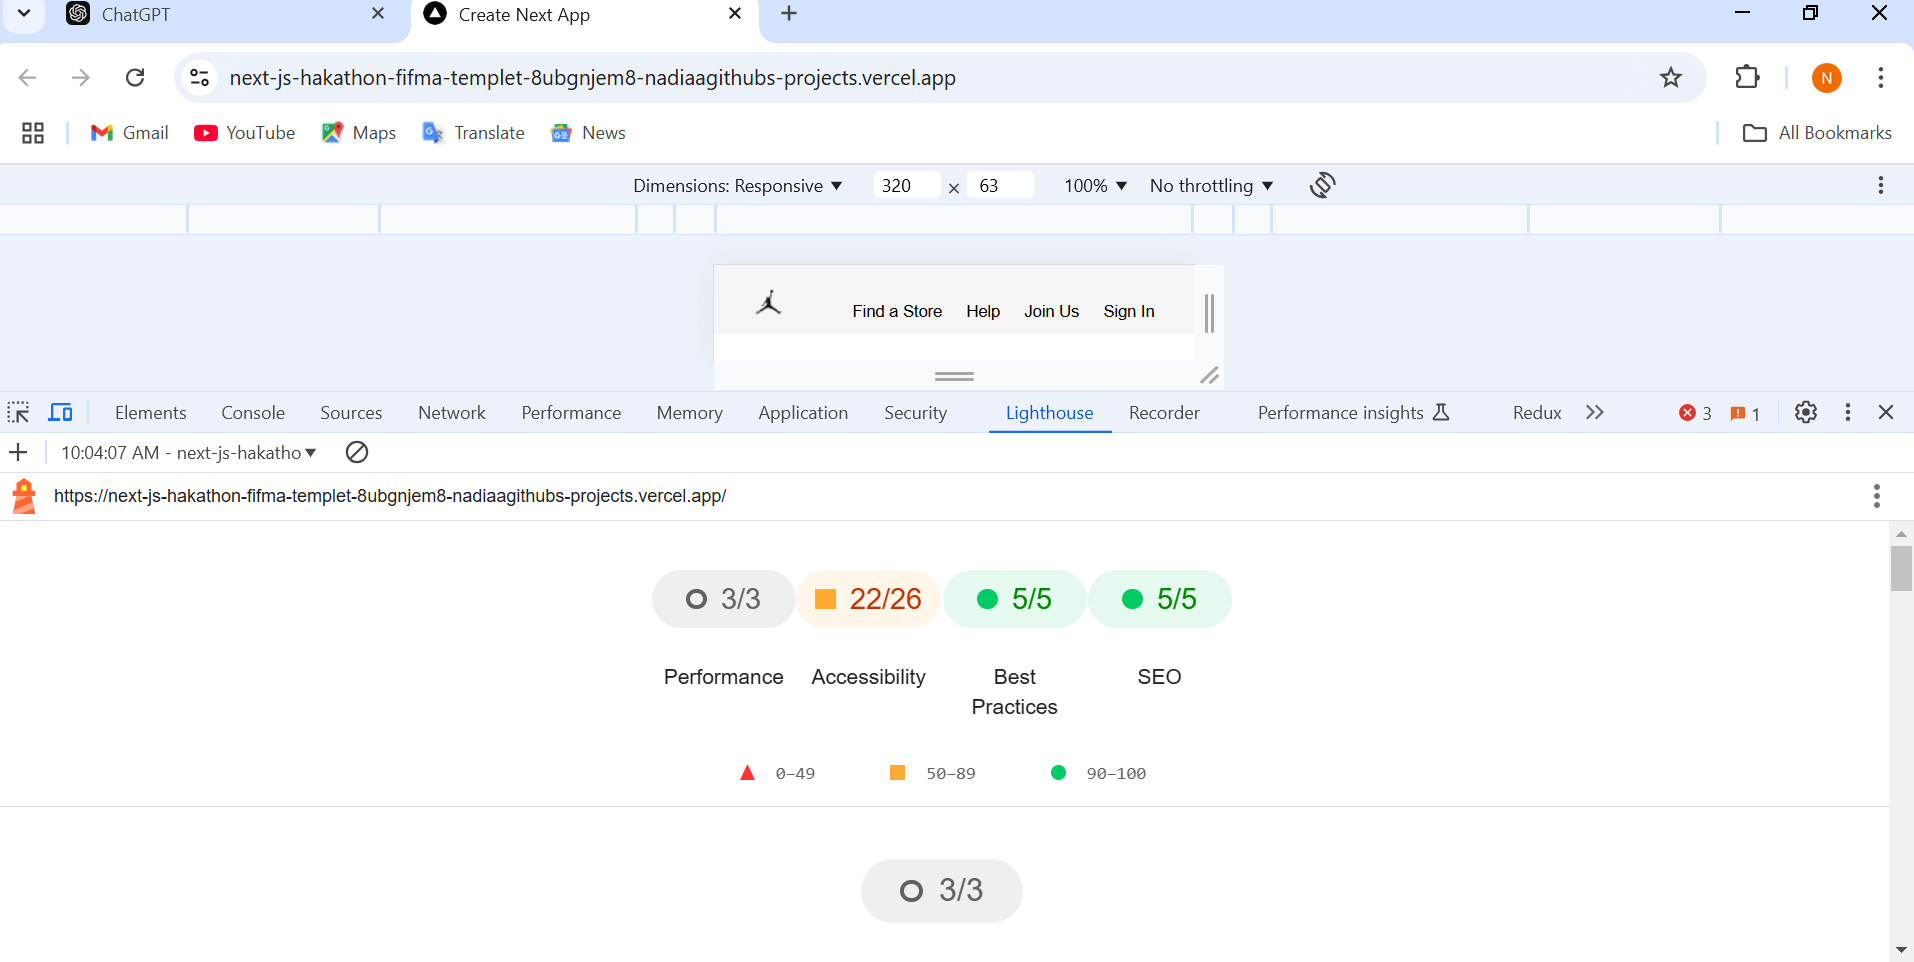 ChatGPT
Create Next App
next-js-hakathon-fifma-templet-8ubgnjem8-nadiaagithubs-projects.vercel.app
N
Gmail YouTube Maps Translate News All Bookmarks
Dimensions: Responsive 320 × 63 100% No throttling
Find a Store Help Join Us Sign In
Elements Console Sources Network Performance Memory Application Security Lighthouse Recorder Performance insights Redux 3 1
10:04:07 AM - next-js-hakatho
https://next-js-hakathon-fifma-templet-8ubgnjem8-nadiaagithubs-projects.vercel.app/
3/3 22/26 5/5 5/5
Performance Accessibility Best Practices SEO
0–49 50–89 90–100
3/3